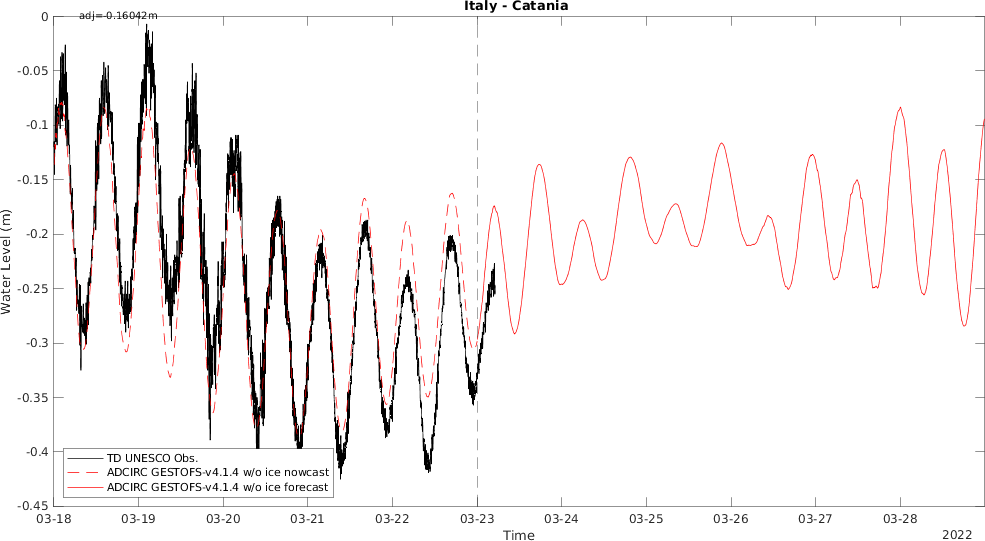 Italy - Catania
adj=-0.16042m
0
-0.05
-0.1
-0.15
-0.2
-0.25
-0.3
-0.35
-0.4
-0.45
Water Level (m)
TD UNESCO Obs.
ADCIRC GESTOFS-v4.1.4 w/o ice nowcast
ADCIRC GESTOFS-v4.1.4 w/o ice forecast
03-18 03-19 03-20 03-21 03-22 03-23 03-24 03-25 03-26 03-27 03-28
Time
2022